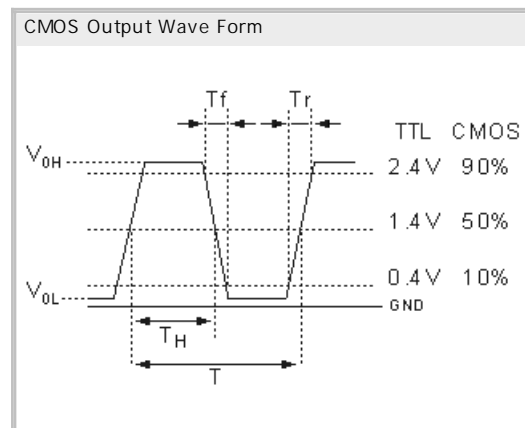 CMOS Output Wave Form
Tf Tr
TTL CMOS
V0H 2.4V 90%
1.4V 50%
0.4V 10%
V0L GND
TH
T